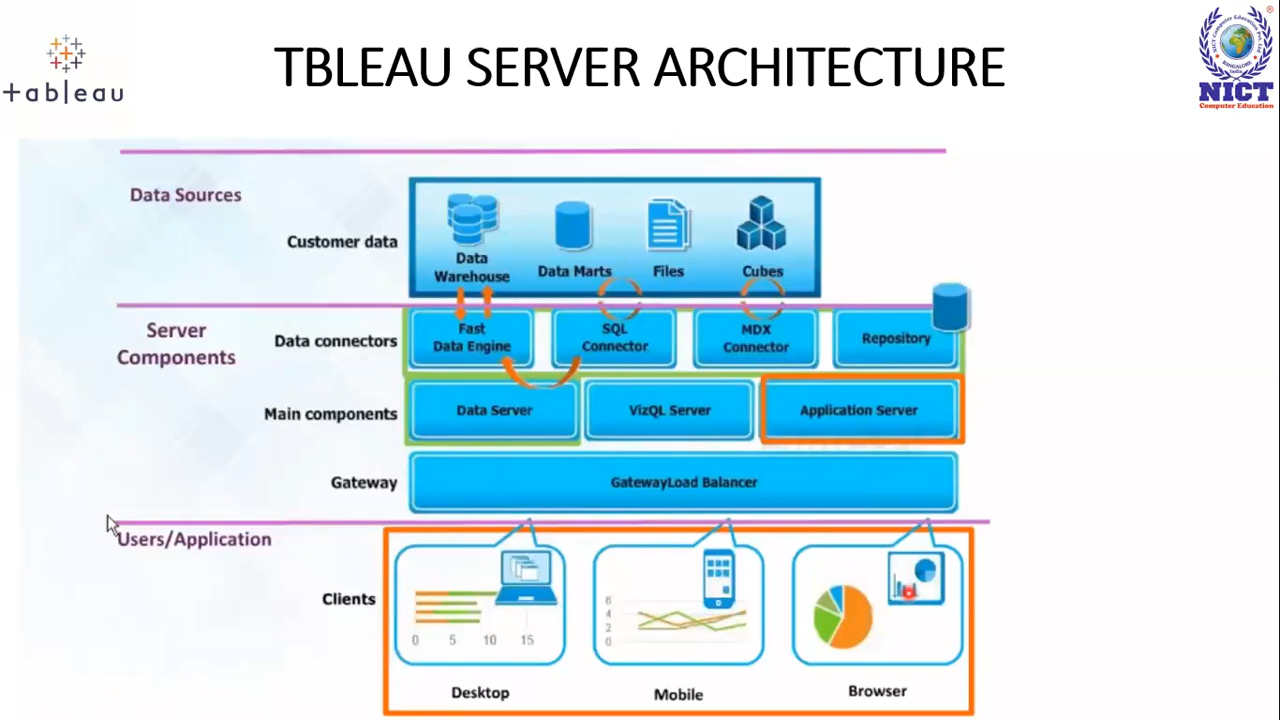 TBLEAU SERVER ARCHITECTURE
+ableau
NICT
Computer Education
Data Sources
Customer data
Data
Warehouse
Data Marts
Files
Cubes
Server
Components
Data connectors
Fast
Data Engine
SQL
Connector
MDX
Connector
Repository
Main components
Data Server
VizQL Server
Application Server
Gateway
GatewayLoad Balancer
Users/Application
Clients
0 5 10 15
6
4
2
0
Desktop
Mobile
Browser